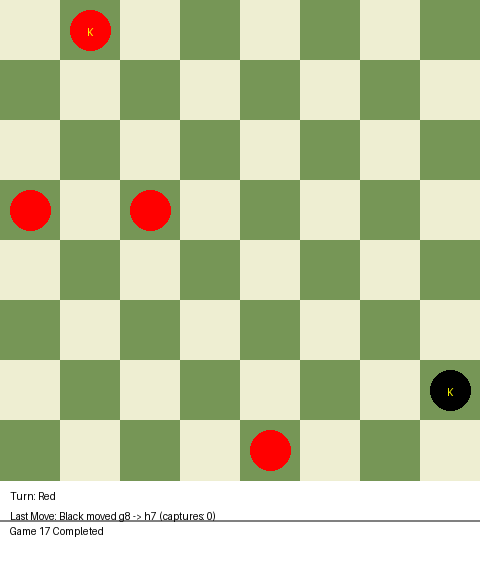 K
K
Turn: Red
Last Move: Black moved g8 -> h7 (captures: 0)
Game 17 Completed